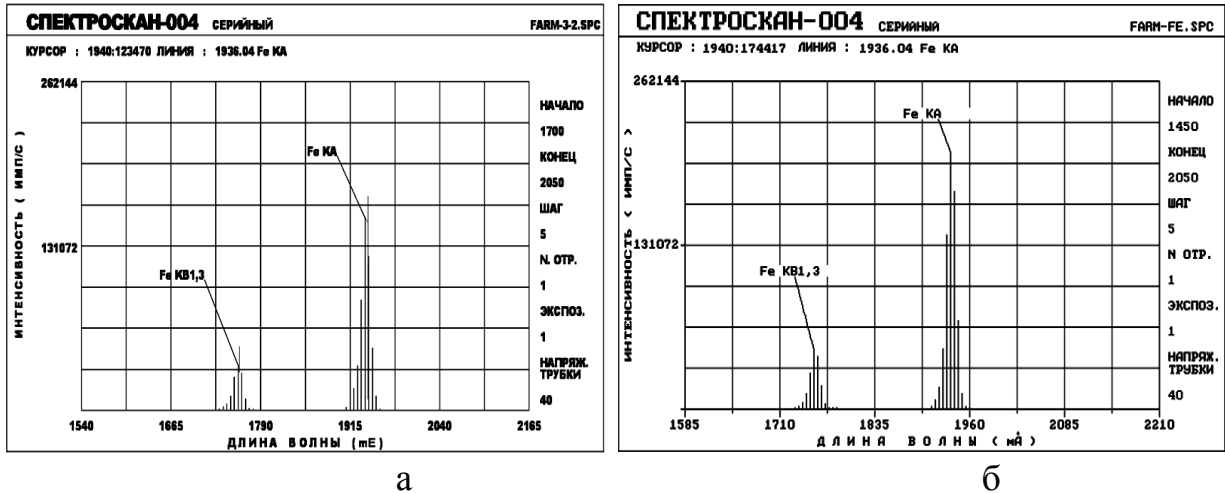 СПЕКТРОСКАН-004 СЕРИЙНЫЙ FARM-3-2.SPC
КУРСОР : 1940:123470 ЛИНИЯ : 1936.04 Fe KA
262144
131072
ИНТЕНСИВНОСТЬ ( ИМП/С )
Fe KA
Fe KB1,3
НАЧАЛО
1700
КОНЕЦ
2050
ШАГ
5
N. ОТР.
1
ЭКСПОЗ.
1
НАПРЯЖ.
ТРУБКИ
40
1540 1665 1790 1915 2040 2165
ДЛИНА ВОЛНЫ (mE)
а
СПЕКТРОСКАН-004 СЕРИЙНЫЙ FARM-FE.SPC
КУРСОР : 1940:174417 ЛИНИЯ : 1936.04 Fe KA
262144
131072
ИНТЕНСИВНОСТЬ < ИМП/С >
Fe KA
Fe KB1,3
НАЧАЛО
1450
КОНЕЦ
2050
ШАГ
5
N ОТР.
1
ЭКСПОЗ.
1
НАПРЯЖ.
ТРУБКИ
40
1585 1710 1835 1960 2085 2210
ДЛИНА ВОЛНЫ ( мÅ )
б